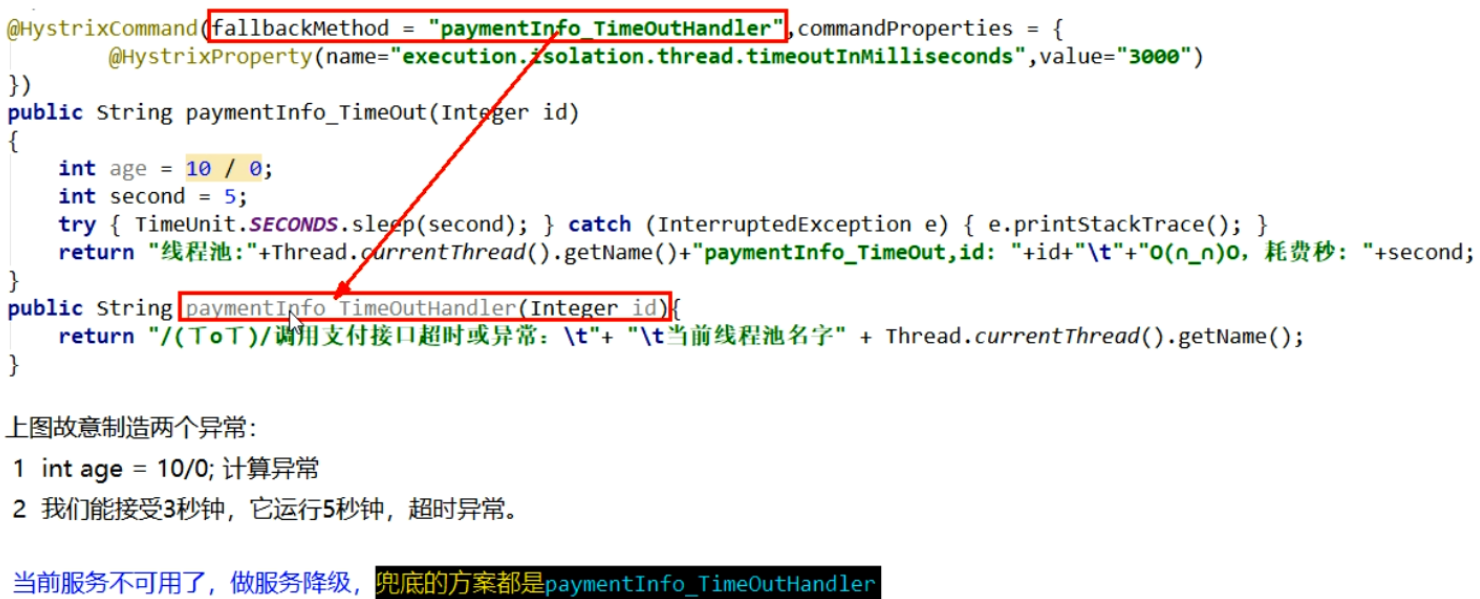 @HystrixCommand(fallbackMethod = "paymentInfo_TimeOutHandler",commandProperties = {
@HystrixProperty(name="execution.isolation.thread.timeoutInMilliseconds",value="3000")
})
public String paymentInfo_TimeOut(Integer id)
{
int age = 10 / 0;
int second = 5;
try { TimeUnit.SECONDS.sleep(second); } catch (InterruptedException e) { e.printStackTrace(); }
return "线程池:"+Thread.currentThread().getName()+"paymentInfo_TimeOut,id: "+id+"\t"+"O(∩_∩)O，耗费秒: "+second;
}
public String paymentInfo_TimeOutHandler(Integer id){
return "/(ㄒoㄒ)/调用支付接口超时或异常：\t"+ "\t当前线程池名字" + Thread.currentThread().getName();
}
上图故意制造两个异常：
1 int age = 10/0; 计算异常
2 我们能接受3秒钟，它运行5秒钟，超时异常。
当前服务不可用了，做服务降级，兜底的方案都是paymentInfo_TimeOutHandler